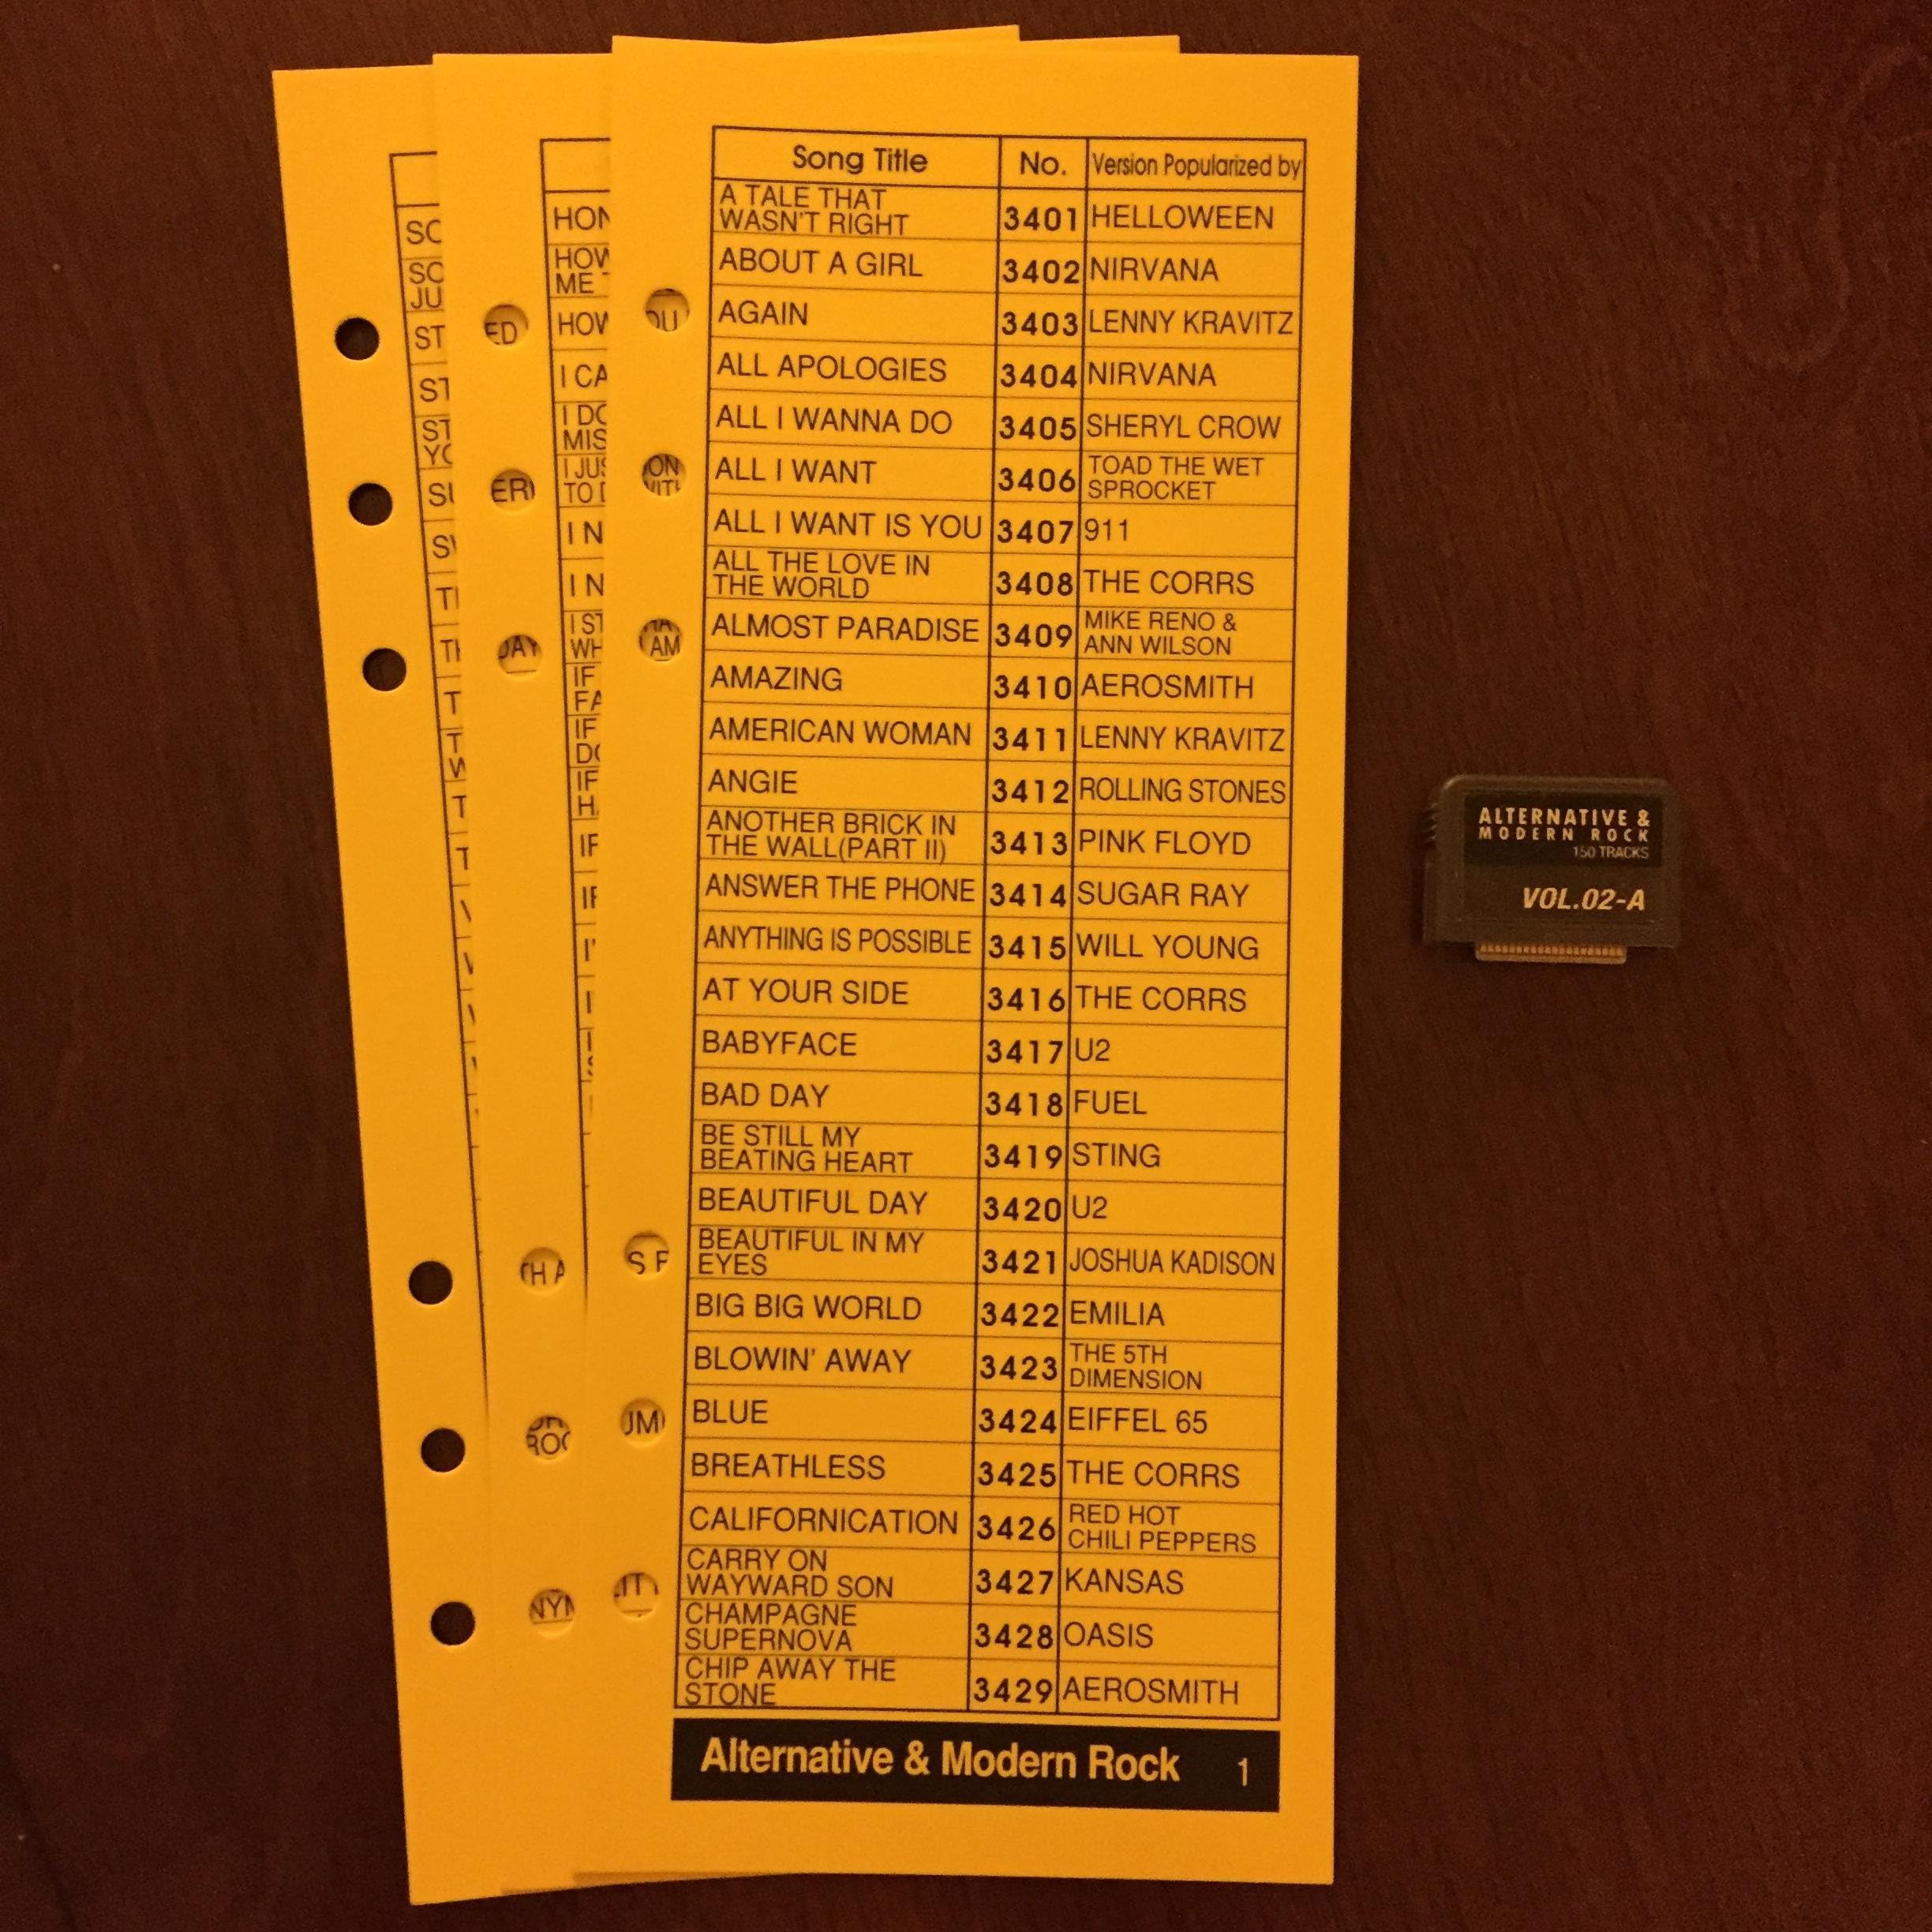 Song Title No. Version Popularized by
A TALE THAT
WASN'T RIGHT 3401 HELLOWEEN
ABOUT A GIRL 3402 NIRVANA
AGAIN 3403 LENNY KRAVITZ
ALL APOLOGIES 3404 NIRVANA
ALL I WANNA DO 3405 SHERYL CROW
ALL I WANT 3406 TOAD THE WET
SPROCKET
ALL I WANT IS YOU 3407 911
ALL THE LOVE IN
THE WORLD 3408 THE CORRS
ALMOST PARADISE 3409 MIKE RENO &
ANN WILSON
AMAZING 3410 AEROSMITH
AMERICAN WOMAN 3411 LENNY KRAVITZ
ANGIE 3412 ROLLING STONES
ANOTHER BRICK IN
THE WALL(PART II) 3413 PINK FLOYD
ANSWER THE PHONE 3414 SUGAR RAY
ANYTHING IS POSSIBLE 3415 WILL YOUNG
AT YOUR SIDE 3416 THE CORRS
BABYFACE 3417 U2
BAD DAY 3418 FUEL
BE STILL MY
BEATING HEART 3419 STING
BEAUTIFUL DAY 3420 U2
BEAUTIFUL IN MY
EYES 3421 JOSHUA KADISON
BIG BIG WORLD 3422 EMILIA
BLOWIN' AWAY 3423 THE 5TH
DIMENSION
BLUE 3424 EIFFEL 65
BREATHLESS 3425 THE CORRS
CALIFORNICATION 3426 RED HOT
CHILI PEPPERS
CARRY ON
WAYWARD SON 3427 KANSAS
CHAMPAGNE
SUPERNOVA 3428 OASIS
CHIP AWAY THE
STONE 3429 AEROSMITH
Alternative & Modern Rock 1
ALTERNATIVE &
MODERN ROCK
150 TRACKS
VOL.02-A